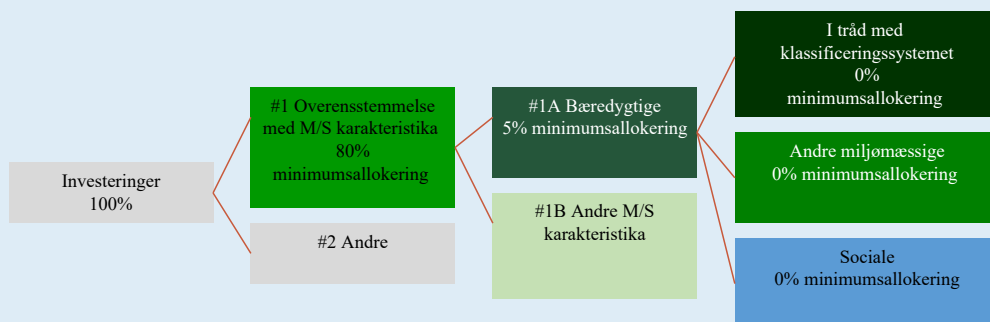 Investeringer
100%
#1 Overensstemmelse
med M/S karakteristika
80%
minimumsallokering
#2 Andre
#1A Bæredygtige
5% minimumsallokering
#1B Andre M/S
karakteristika
I tråd med
klassificeringssystemet
0%
minimumsallokering
Andre miljømæssige
0% minimumsallokering
Sociale
0% minimumsallokering